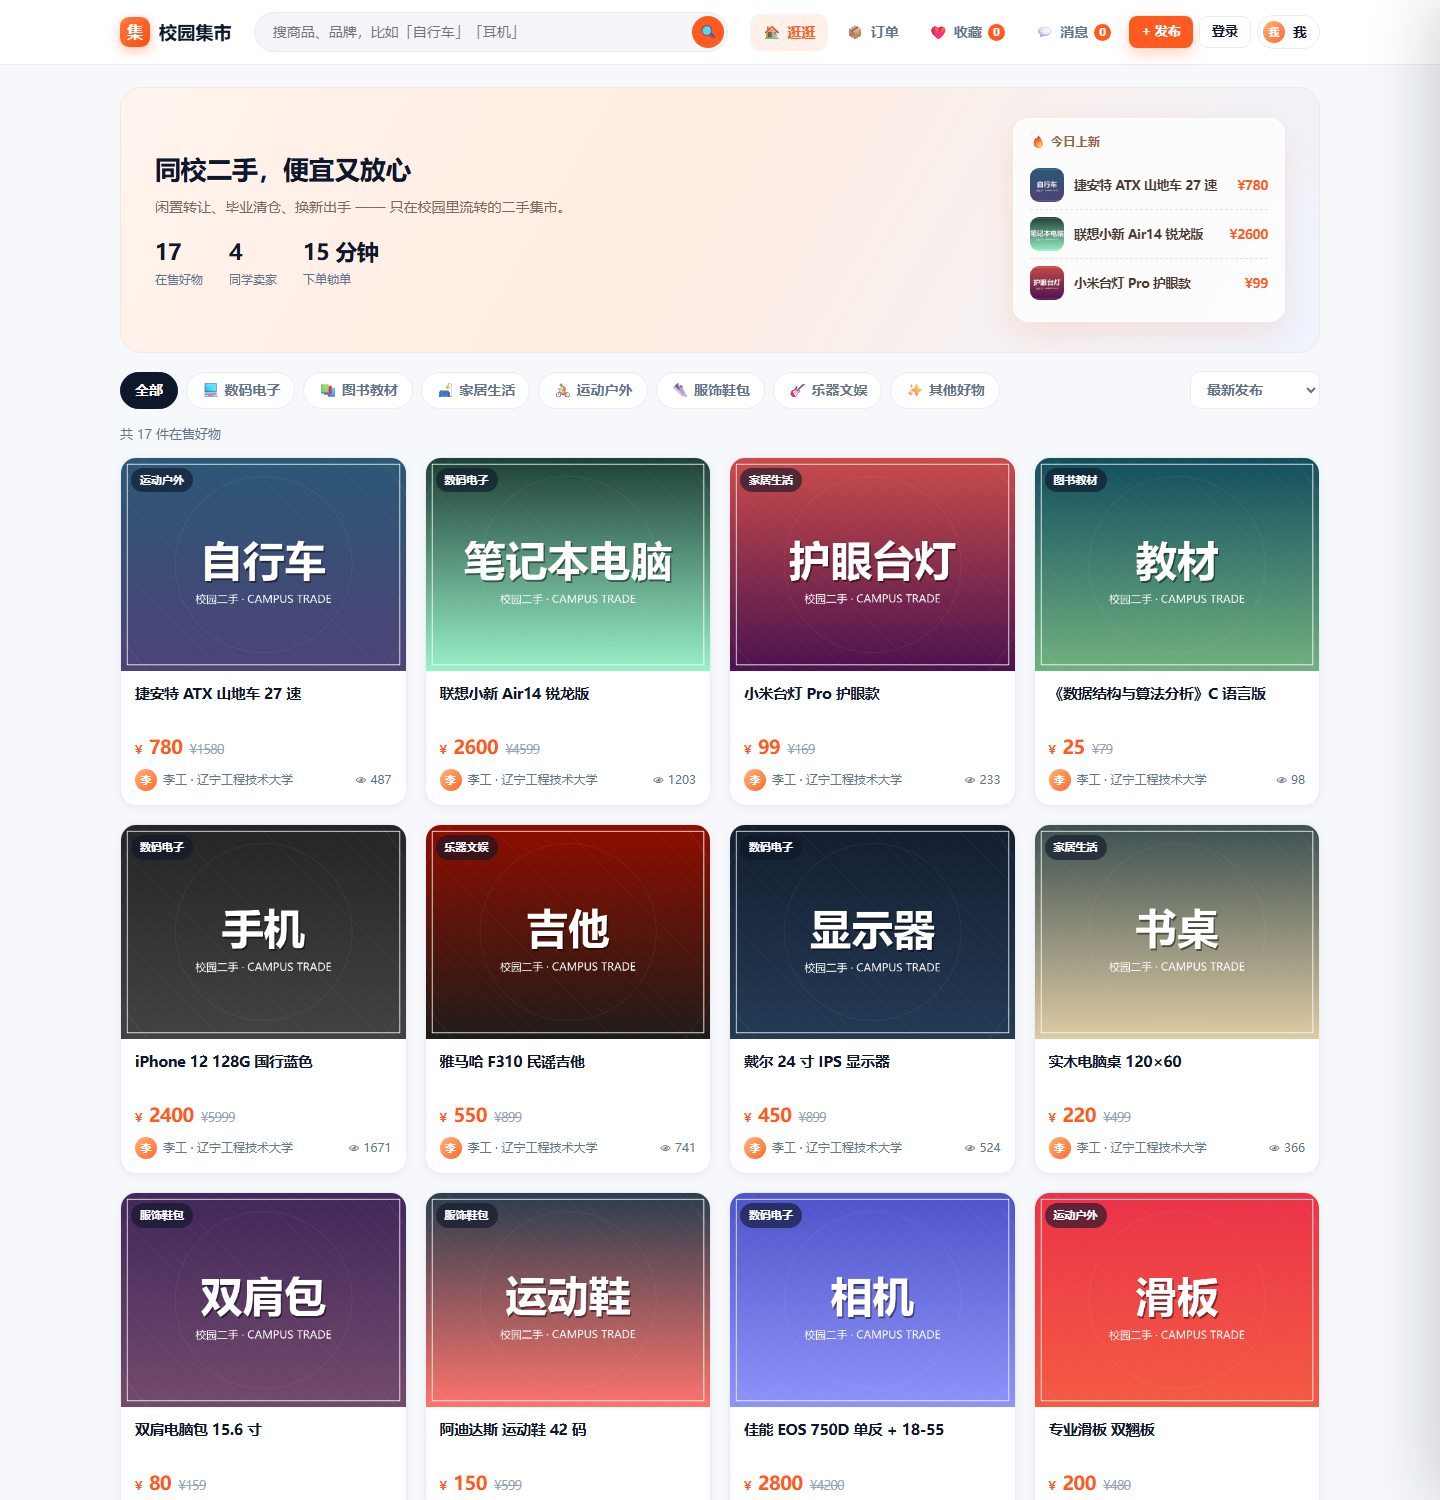 集 校园集市
搜商品、品牌，比如「自行车」「耳机」
逛逛
订单
收藏 0
消息 0
+ 发布
登录
我 我
同校二手，便宜又放心
闲置转让、毕业清仓、换新出手 —— 只在校园里流转的二手集市。
17 4 15 分钟
在售好物 同学卖家 下单锁单
今日上新
自行车 捷安特 ATX 山地车 27 速 ¥780
笔记本电脑 联想小新 Air14 锐龙版 ¥2600
护眼台灯 小米台灯 Pro 护眼款 ¥99
全部 数码电子 图书教材 家居生活 运动户外 服饰鞋包 乐器文娱 其他好物 最新发布
共 17 件在售好物
运动户外
自行车
校园二手 · CAMPUS TRADE
捷安特 ATX 山地车 27 速
¥ 780 ¥1580
李 李工 · 辽宁工程技术大学 487
数码电子
笔记本电脑
校园二手 · CAMPUS TRADE
联想小新 Air14 锐龙版
¥ 2600 ¥4599
李 李工 · 辽宁工程技术大学 1203
家居生活
护眼台灯
校园二手 · CAMPUS TRADE
小米台灯 Pro 护眼款
¥ 99 ¥169
李 李工 · 辽宁工程技术大学 233
图书教材
教材
校园二手 · CAMPUS TRADE
《数据结构与算法分析》C 语言版
¥ 25 ¥79
李 李工 · 辽宁工程技术大学 98
数码电子
手机
校园二手 · CAMPUS TRADE
iPhone 12 128G 国行蓝色
¥ 2400 ¥5999
李 李工 · 辽宁工程技术大学 1671
乐器文娱
吉他
校园二手 · CAMPUS TRADE
雅马哈 F310 民谣吉他
¥ 550 ¥899
李 李工 · 辽宁工程技术大学 741
数码电子
显示器
校园二手 · CAMPUS TRADE
戴尔 24 寸 IPS 显示器
¥ 450 ¥899
李 李工 · 辽宁工程技术大学 524
家居生活
书桌
校园二手 · CAMPUS TRADE
实木电脑桌 120×60
¥ 220 ¥499
李 李工 · 辽宁工程技术大学 366
服饰鞋包
双肩包
校园二手 · CAMPUS TRADE
双肩电脑包 15.6 寸
¥ 80 ¥159
服饰鞋包
运动鞋
校园二手 · CAMPUS TRADE
阿迪达斯 运动鞋 42 码
¥ 150 ¥599
数码电子
相机
校园二手 · CAMPUS TRADE
佳能 EOS 750D 单反 + 18-55
¥ 2800 ¥4200
运动户外
滑板
校园二手 · CAMPUS TRADE
专业滑板 双翘板
¥ 200 ¥480